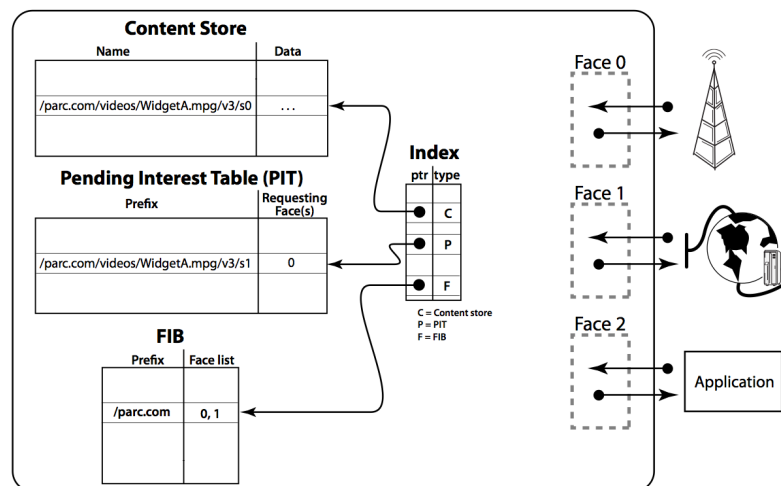 Content Store
Name Data
/parc.com/videos/WidgetA.mpg/v3/s0 ...
Pending Interest Table (PIT)
Prefix Requesting Face(s)
/parc.com/videos/WidgetA.mpg/v3/s1 0
FIB
Prefix Face list
/parc.com 0, 1
Index
ptr type
C
P
F
C = Content store
P = PIT
F = FIB
Face 0
Face 1
Face 2
Application